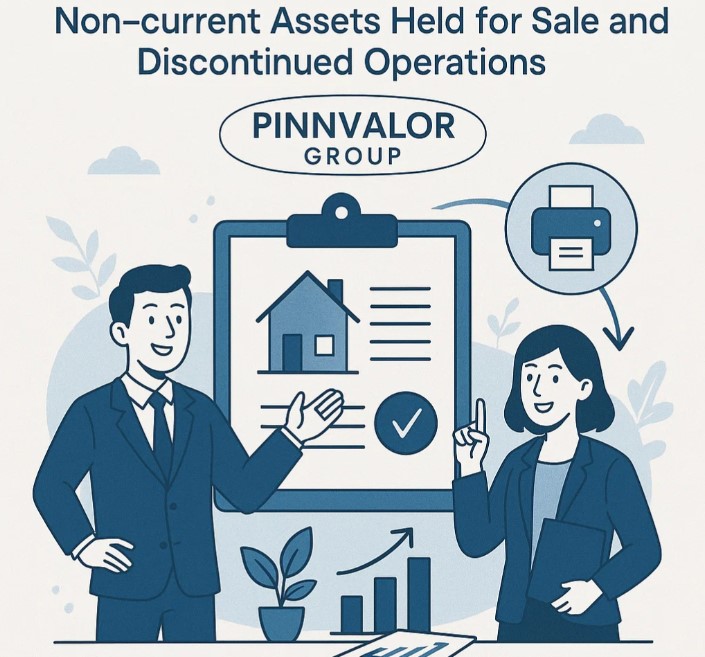 Non-current Assets Held for Sale and
Discontinued Operations
PINNVALOR
GROUP